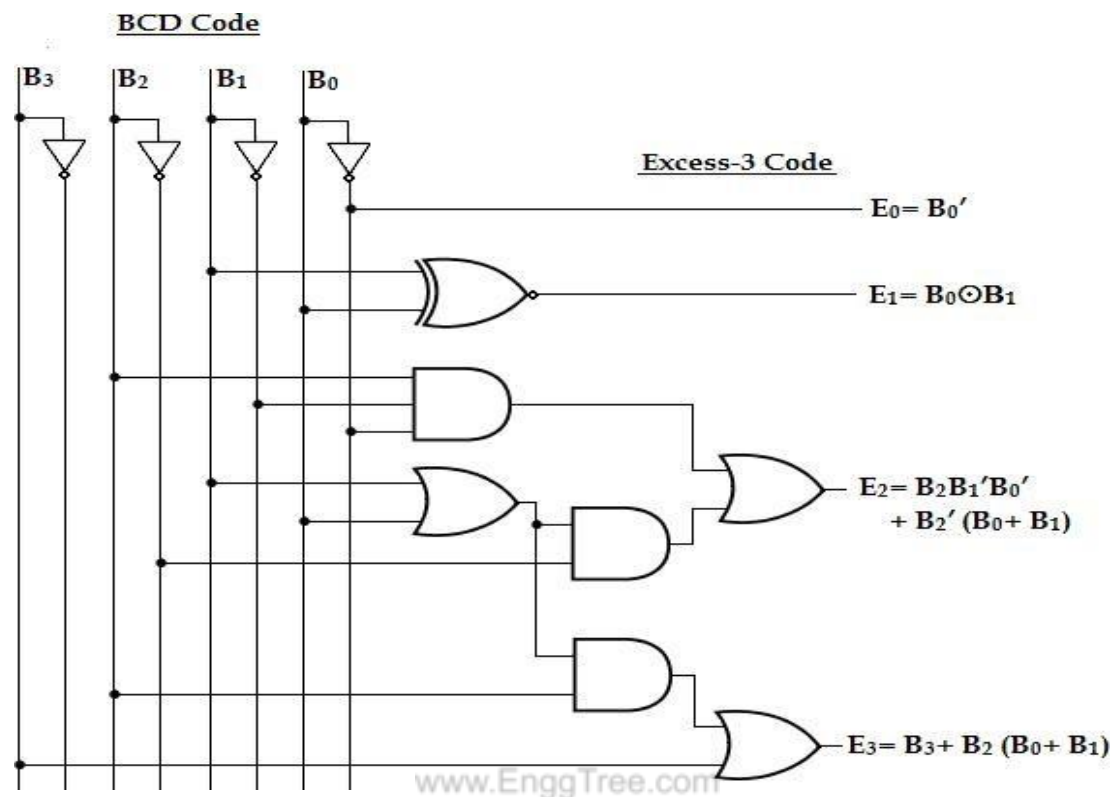 BCD Code
B₃ B₂ B₁ B₀
Excess-3 Code
E₀= B₀′
E₁= B₀⊙B₁
E₂= B₂B₁′B₀′
+ B₂′ (B₀+ B₁)
E₃= B₃+ B₂ (B₀+ B₁)
www.EnggTree.com